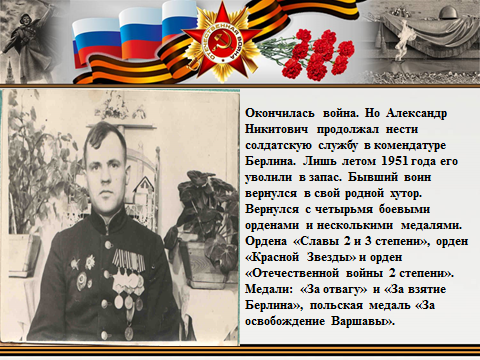 Окончилась война. Но Александр
Никитович продолжал нести
солдатскую службу в комендатуре
Берлина. Лишь летом 1951 года его
уволили в запас. Бывший воин
вернулся в свой родной хутор.
Вернулся с четырьмя боевыми
орденами и несколькими медалями.
Ордена «Славы 2 и 3 степени», орден
«Красной Звезды» и орден
«Отечественной войны 2 степени».
Медали: «За отвагу» и «За взятие
Берлина», польская медаль «За
освобождение Варшавы».